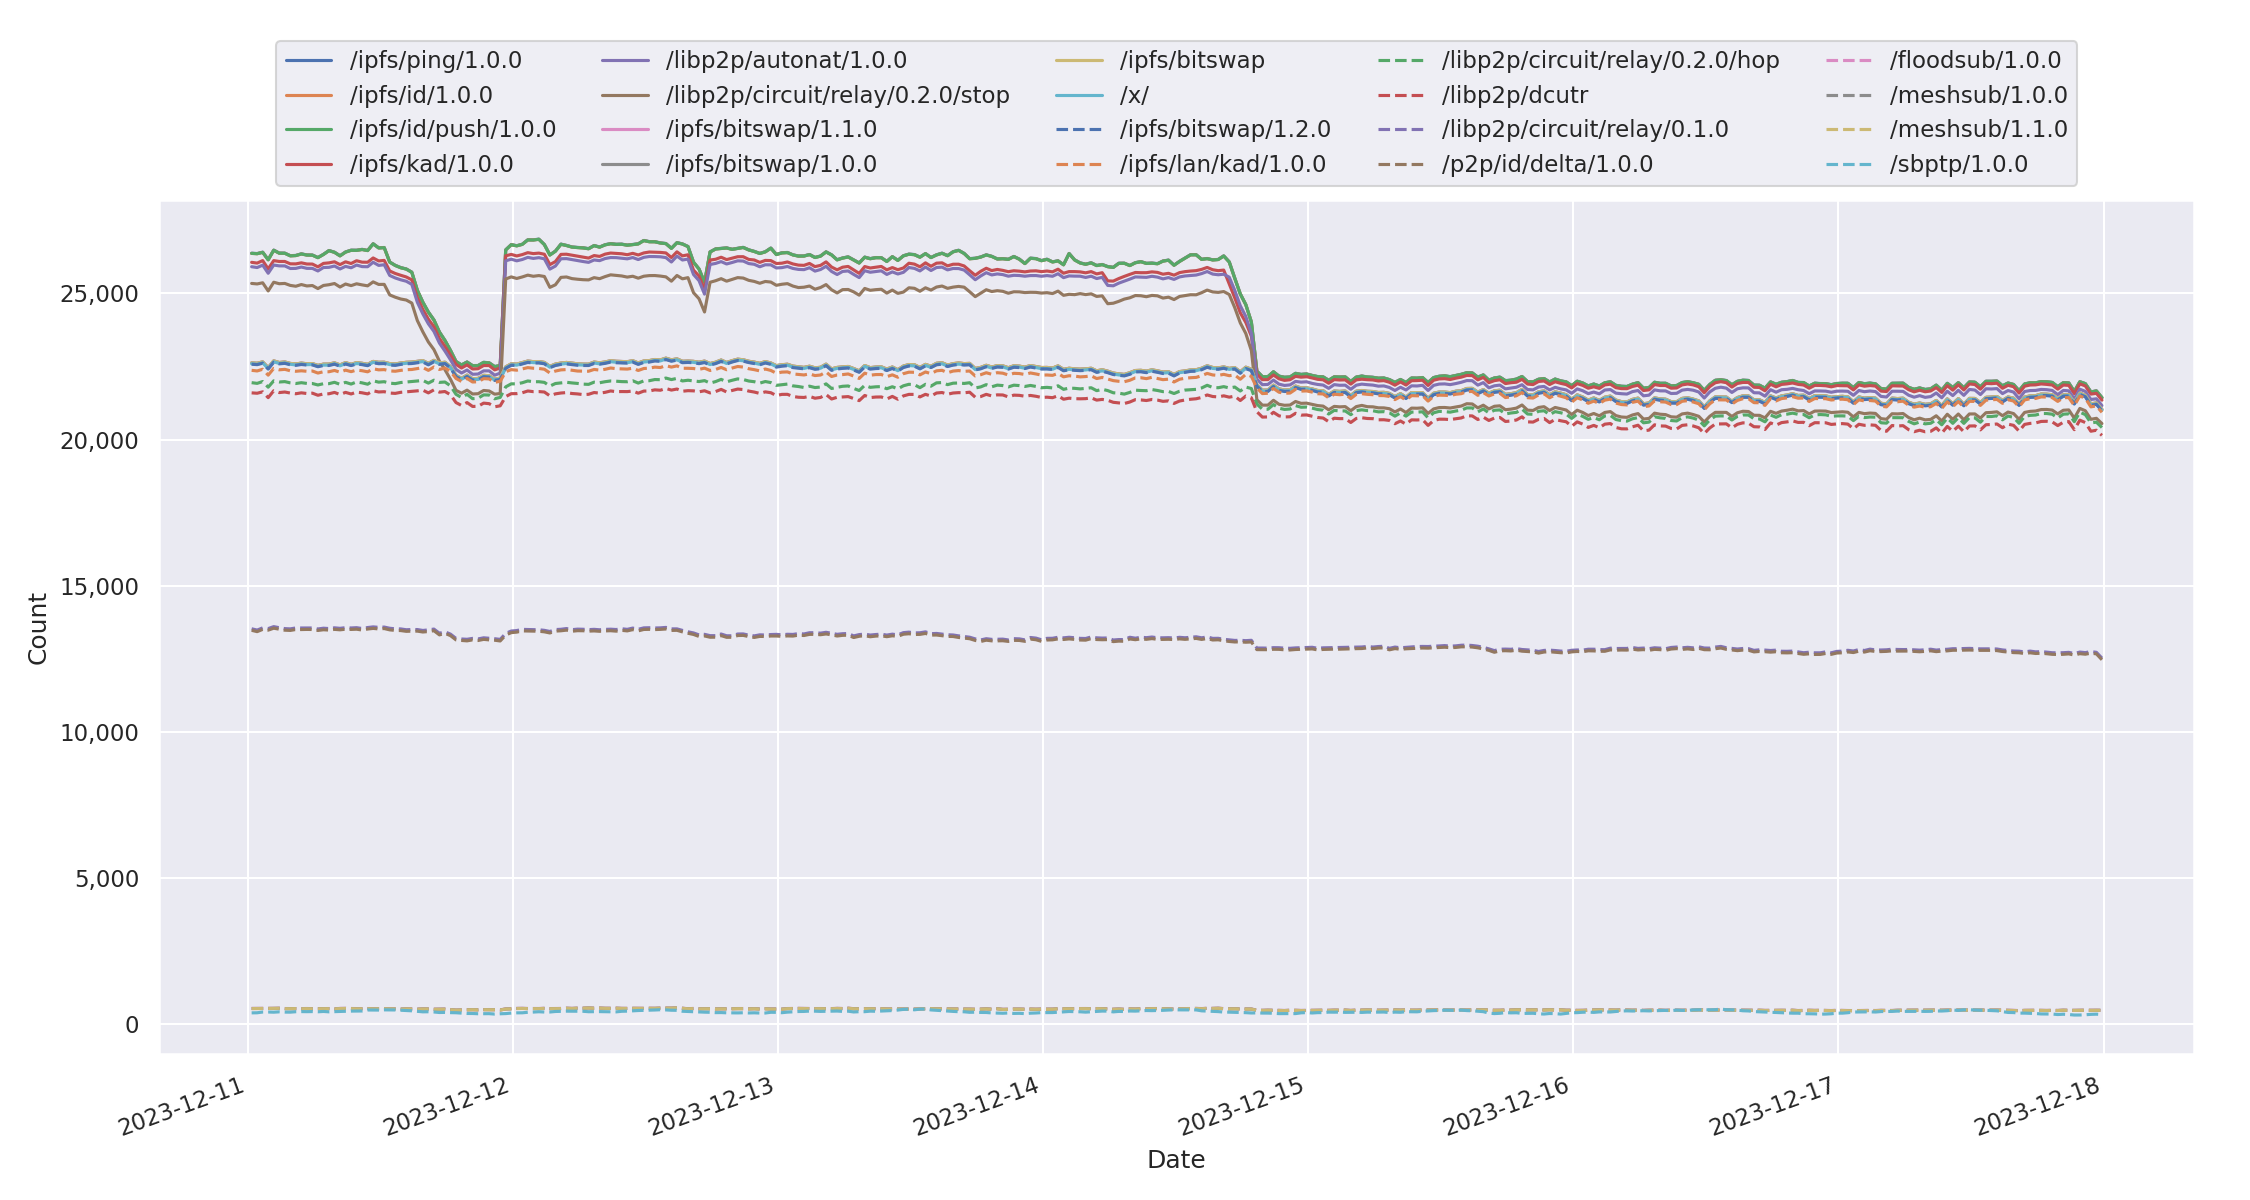 /ipfs/ping/1.0.0
/ipfs/id/1.0.0
/ipfs/id/push/1.0.0
/ipfs/kad/1.0.0
/libp2p/autonat/1.0.0
/libp2p/circuit/relay/0.2.0/stop
/ipfs/bitswap/1.1.0
/ipfs/bitswap/1.0.0
/ipfs/bitswap
/x/
/ipfs/bitswap/1.2.0
/ipfs/lan/kad/1.0.0
/libp2p/circuit/relay/0.2.0/hop
/libp2p/dcutr
/libp2p/circuit/relay/0.1.0
/p2p/id/delta/1.0.0
/floodsub/1.0.0
/meshsub/1.0.0
/meshsub/1.1.0
/sbptp/1.0.0
25,000
20,000
15,000
10,000
5,000
0
Count
2023-12-11
2023-12-12
2023-12-13
2023-12-14
2023-12-15
2023-12-16
2023-12-17
2023-12-18
Date